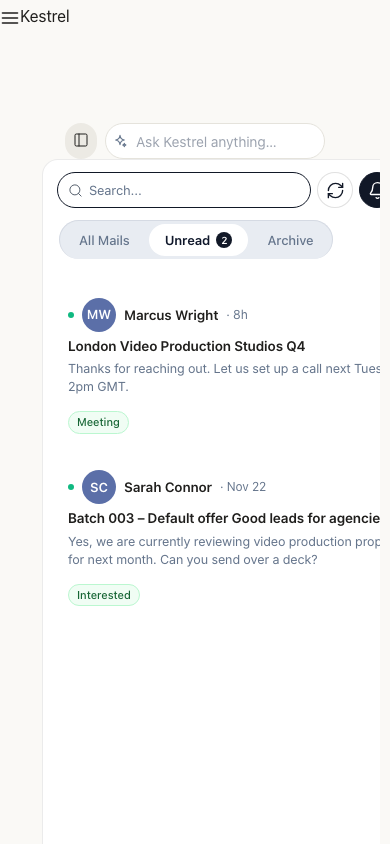 Kestrel
Ask Kestrel anything...
Search...
All Mails Unread 2 Archive
MW Marcus Wright · 8h
London Video Production Studios Q4
Thanks for reaching out. Let us set up a call next Tues
2pm GMT.
Meeting
SC Sarah Connor · Nov 22
Batch 003 – Default offer Good leads for agencie
Yes, we are currently reviewing video production prop
for next month. Can you send over a deck?
Interested